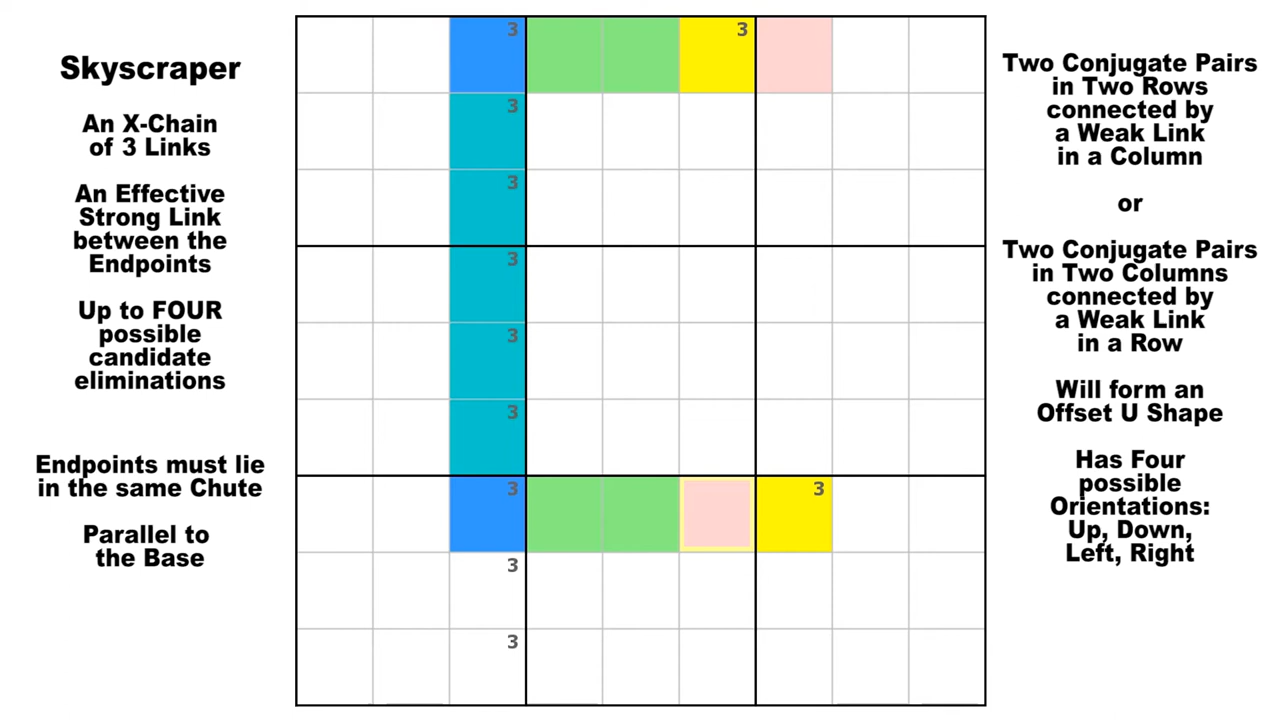 Skyscraper
An X-Chain
of 3 Links
An Effective
Strong Link
between the
Endpoints
Up to FOUR
possible
candidate
eliminations
Endpoints must lie
in the same Chute
Parallel to
the Base
3 3
3
3
3
3
3
3 3
3
3
Two Conjugate Pairs
in Two Rows
connected by
a Weak Link
in a Column
or
Two Conjugate Pairs
in Two Columns
connected by
a Weak Link
in a Row
Will form an
Offset U Shape
Has Four
possible
Orientations:
Up, Down,
Left, Right